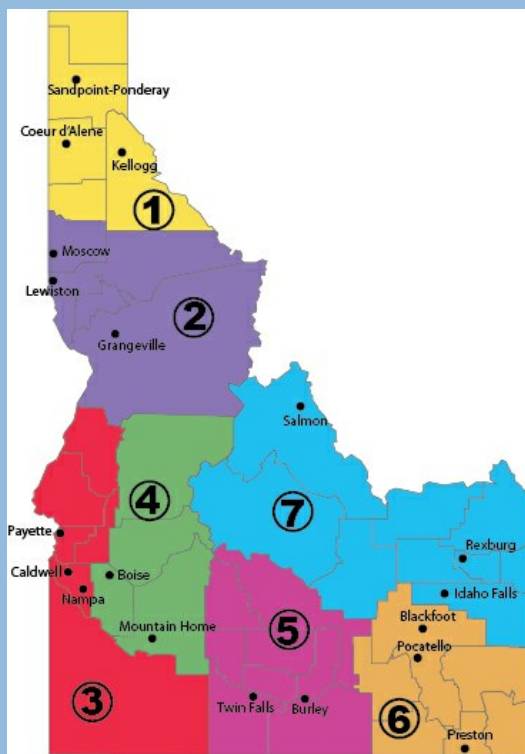 Sandpoint-Ponderay
Coeur d'Alene
Kellogg
1
Moscow
Lewiston
2
Grangeville
Salmon
4
7
Payette
Rexburg
Caldwell
Boise
Nampa
Idaho Falls
Blackfoot
Mountain Home
5
Pocatello
3
Twin Falls
Burley
6
Preston